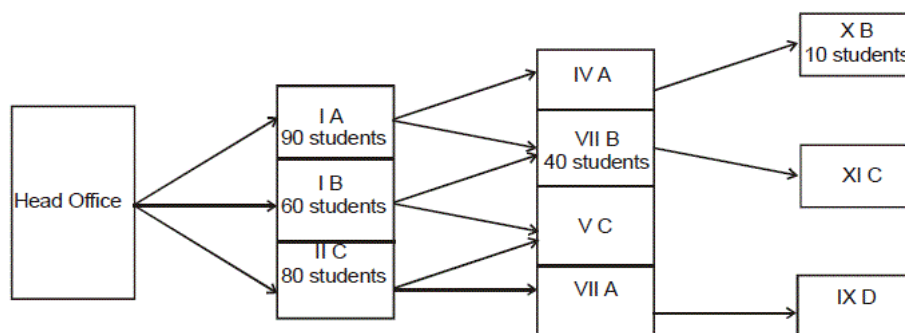 Head Office
I A
90 students
I B
60 students
II C
80 students
IV A
VII B
40 students
V C
VII A
X B
10 students
XI C
IX D